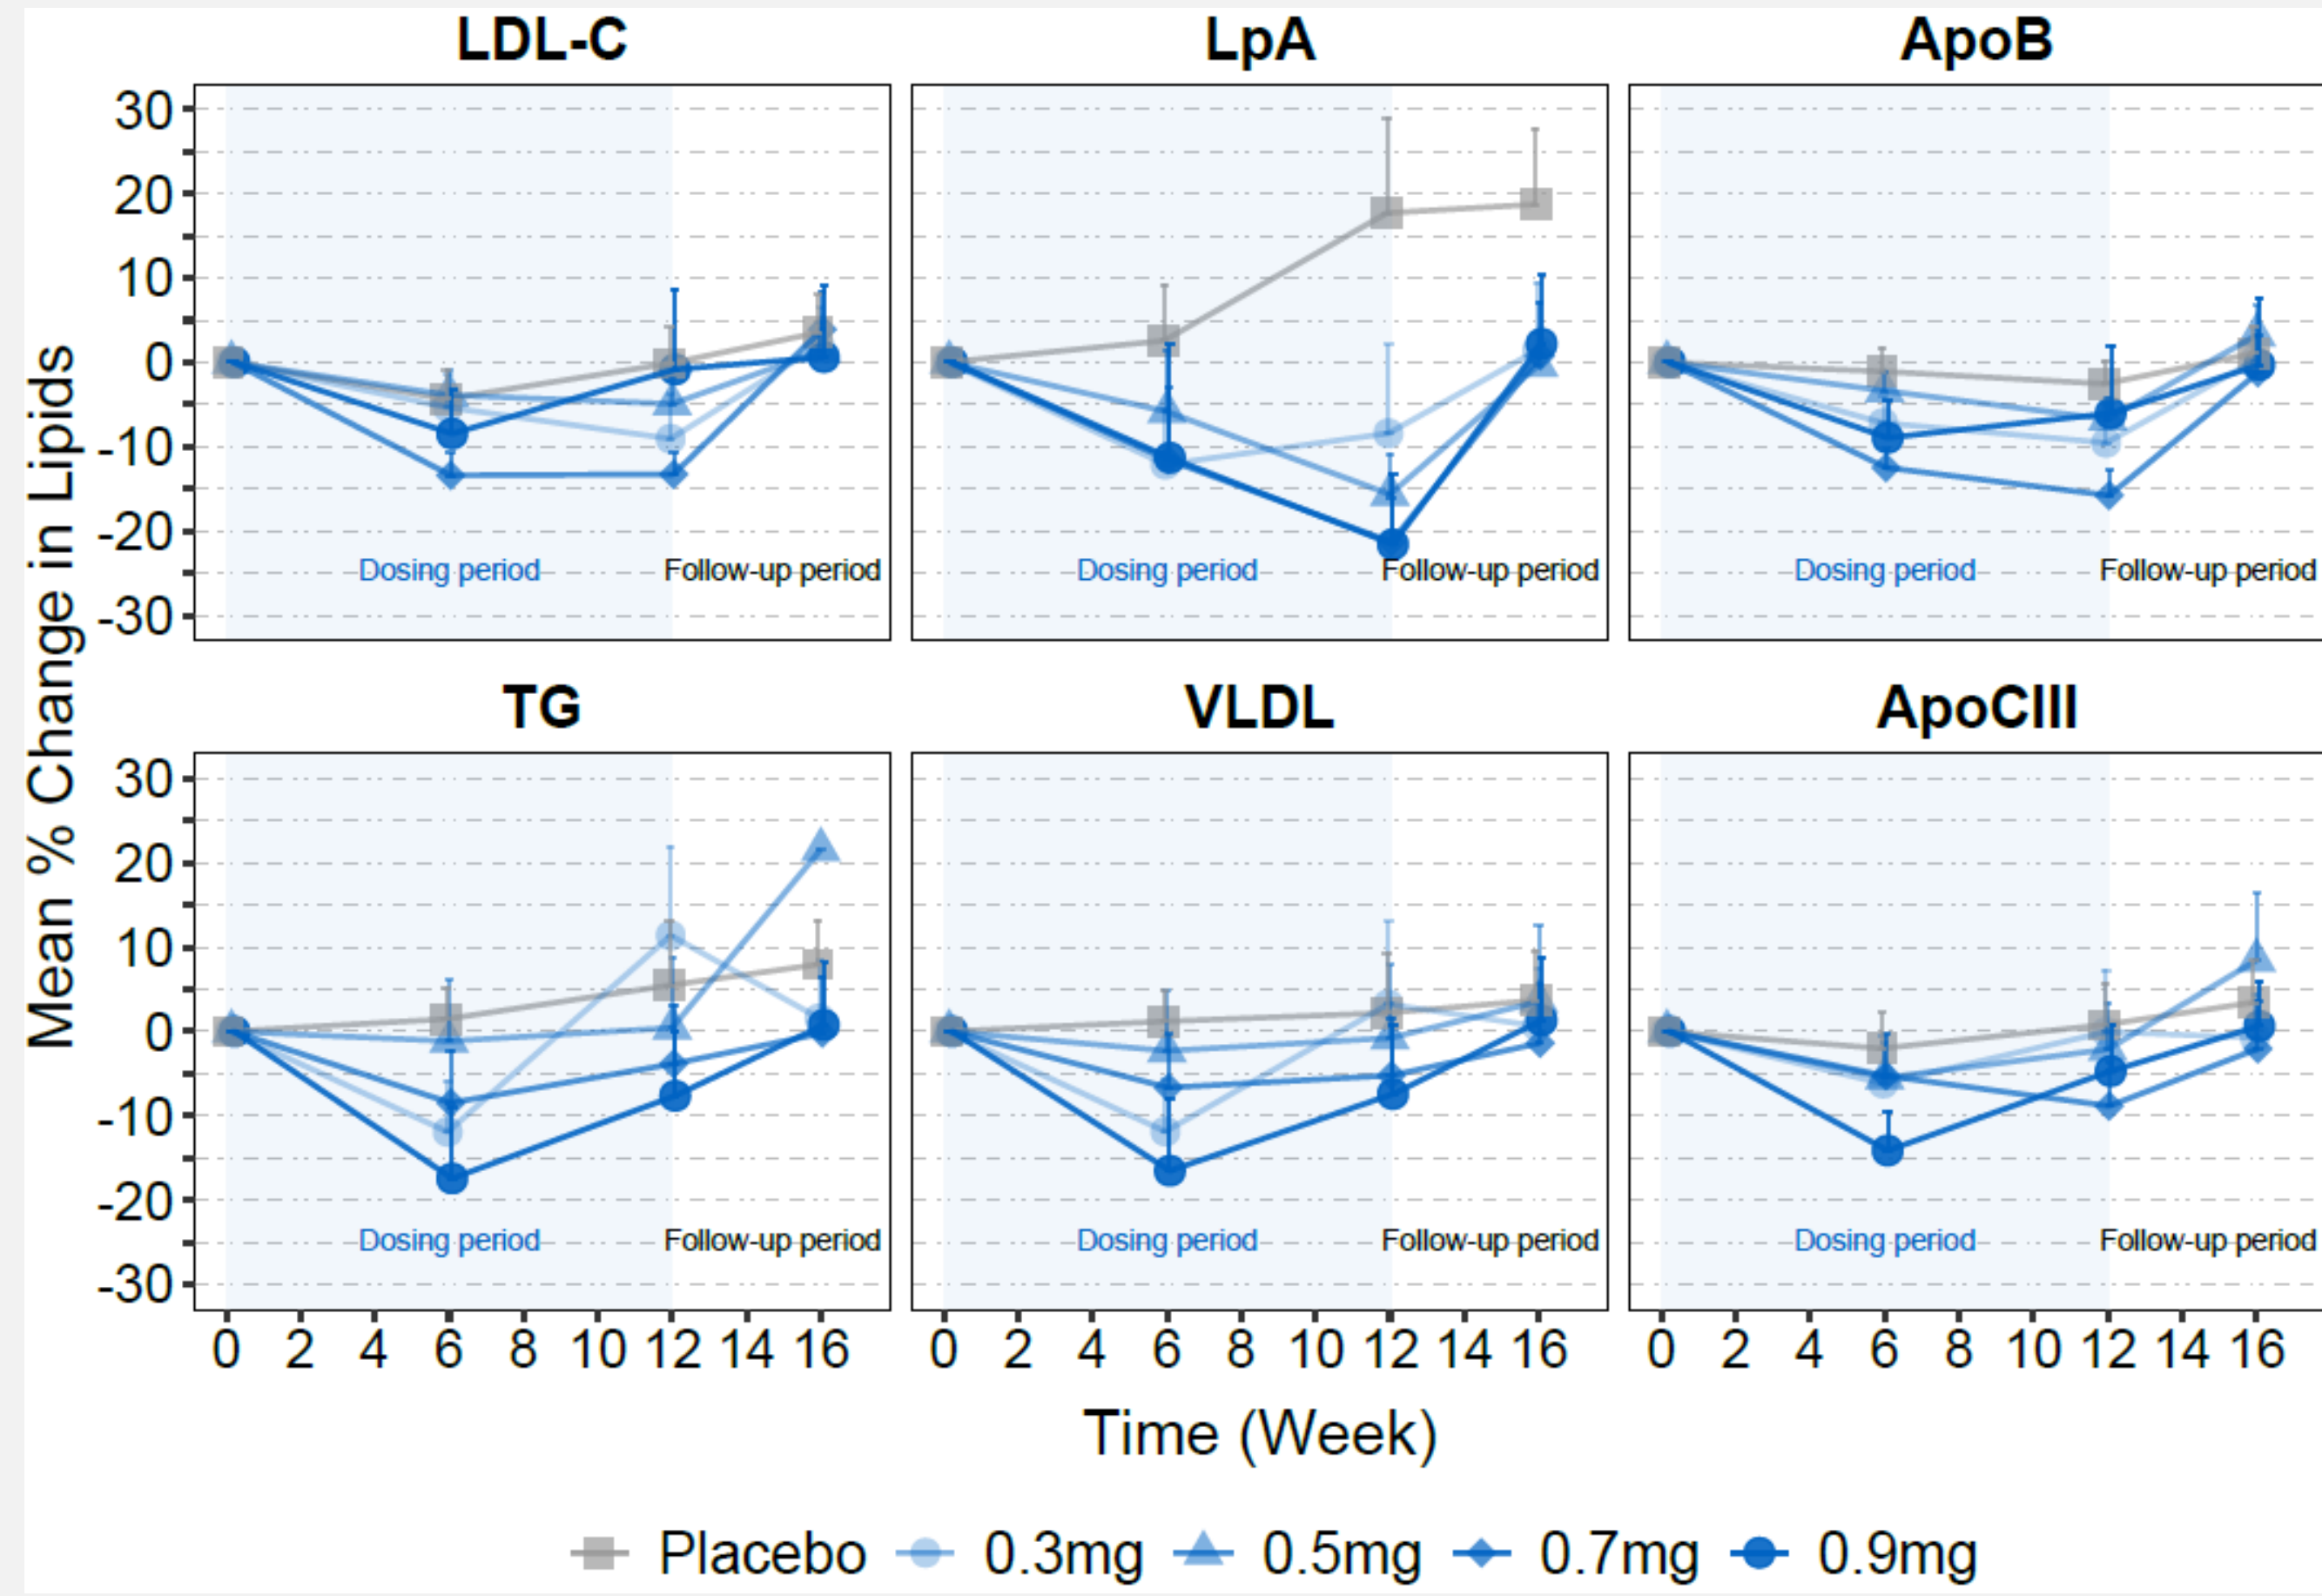 LDL-C LpA ApoB
Mean % Change in Lipids
30
20
10
0
-10
-20
-30
Dosing period Follow-up period Dosing period Follow-up period Dosing period Follow-up period
TG VLDL ApoCIII
30
20
10
0
-10
-20
-30
Dosing period Follow-up period Dosing period Follow-up period Dosing period Follow-up period
0 2 4 6 8 10 12 14 16 0 2 4 6 8 10 12 14 16 0 2 4 6 8 10 12 14 16
Time (Week)
Placebo 0.3mg 0.5mg 0.7mg 0.9mg